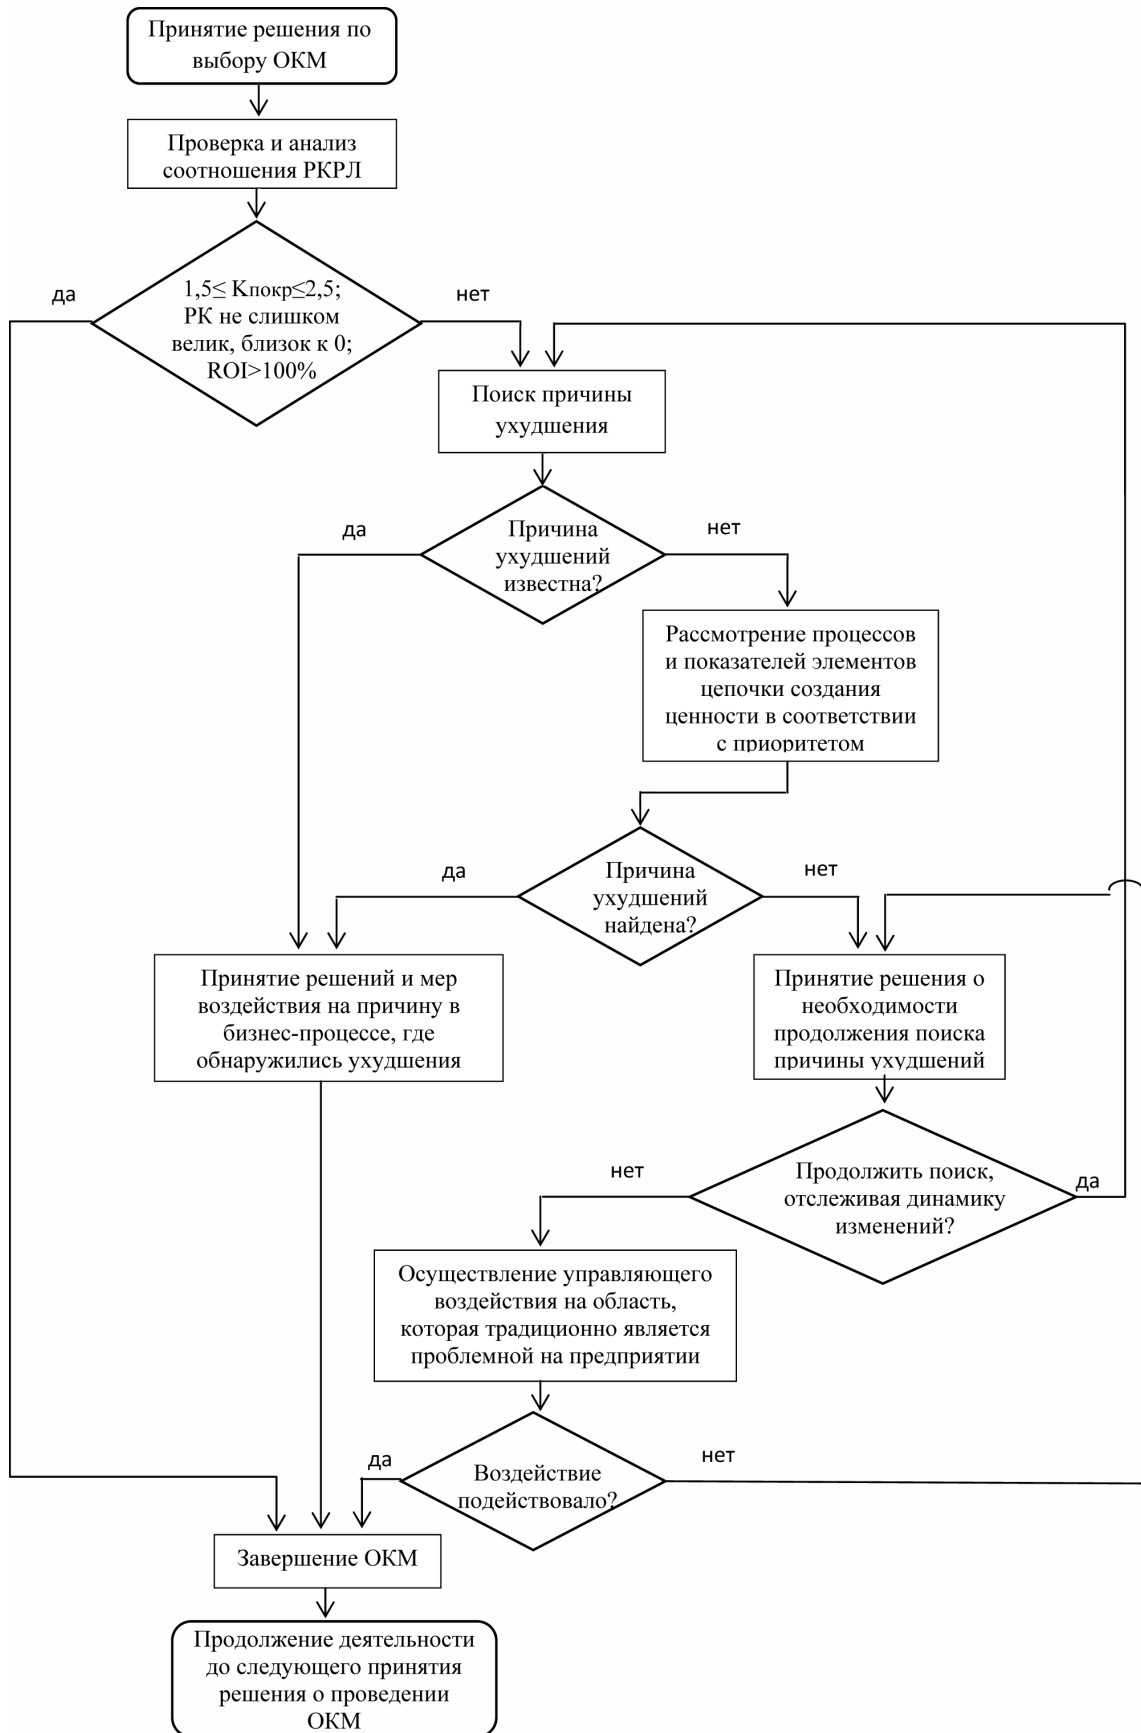 Принятие решения по
выбору ОКМ
Проверка и анализ
соотношения РКРЛ
да
нет
1,5≤ Кпокр≤2,5;
РК не слишком
велик, близок к 0;
ROI>100%
Поиск причины
ухудшения
да
нет
Причина
ухудшений
известна?
Рассмотрение процессов
и показателей элементов
цепочки создания
ценности в соответствии
с приоритетом
да
нет
Причина
ухудшений
найдена?
Принятие решений и мер
воздействия на причину в
бизнес-процессе, где
обнаружились ухудшения
Принятие решения о
необходимости
продолжения поиска
причины ухудшений
нет
да
Продолжить поиск,
отслеживая динамику
изменений?
Осуществление управляющего
воздействия на область,
которая традиционно является
проблемной на предприятии
да
нет
Воздействие
подействовало?
Завершение ОКМ
Продолжение деятельности
до следующего принятия
решения о проведении
ОКМ